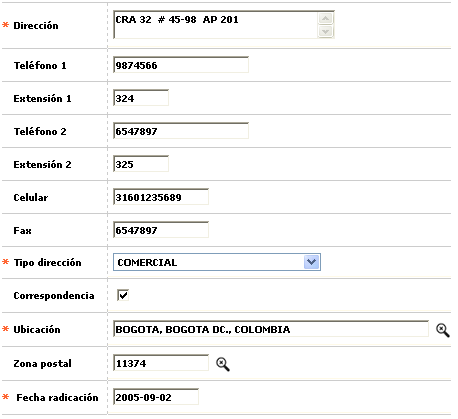 * Dirección CRA 32 # 45-98 AP 201
Teléfono 1 9874566
Extensión 1 324
Teléfono 2 6547897
Extensión 2 325
Celular 31601235689
Fax 6547897
* Tipo dirección COMERCIAL
Correspondencia
* Ubicación BOGOTA, BOGOTA DC., COLOMBIA
Zona postal 11374
* Fecha radicación 2005-09-02